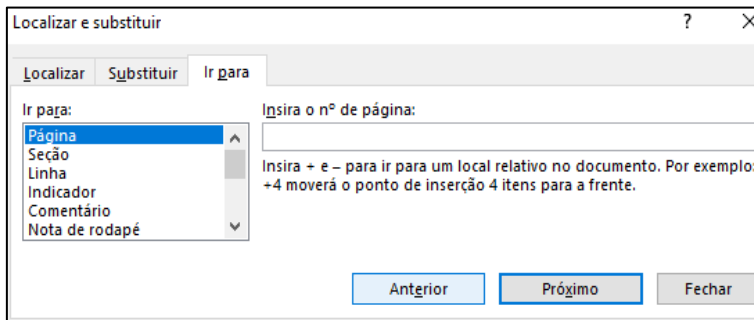 Localizar e substituir ? X
Localizar Substituir Ir para
Ir para:
Página
Seção
Linha
Indicador
Comentário
Nota de rodapé
Insira o nº de página:
Insira + e – para ir para um local relativo no documento. Por exemplo:
+4 moverá o ponto de inserção 4 itens para a frente.
Anterior Próximo Fechar